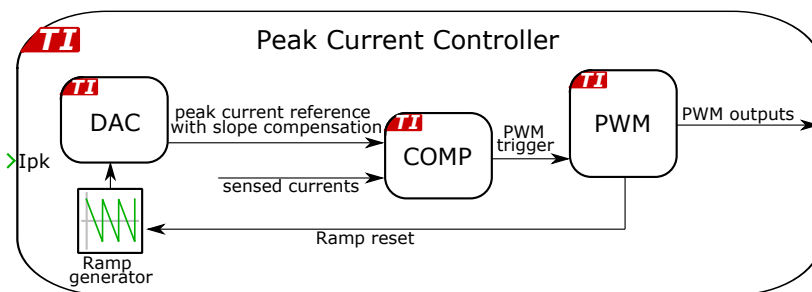 TI
Peak Current Controller
TI
DAC
peak current reference
with slope compensation
TI
COMP
PWM
trigger
TI
PWM
PWM outputs
Ipk
sensed currents
Ramp reset
Ramp
generator